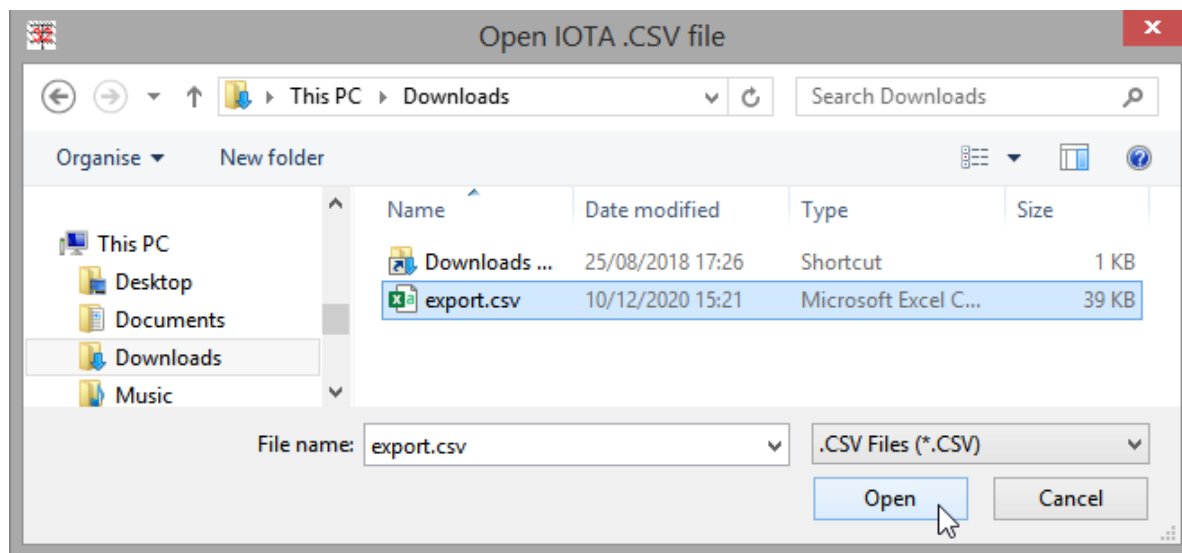 Open IOTA .CSV file
This PC Downloads Search Downloads
Organise New folder
Name Date modified Type Size
This PC
Downloads ... 25/08/2018 17:26 Shortcut 1 KB
Desktop
export.csv 10/12/2020 15:21 Microsoft Excel C... 39 KB
Documents
Downloads
Music
File name: export.csv .CSV Files (*.CSV)
Open Cancel